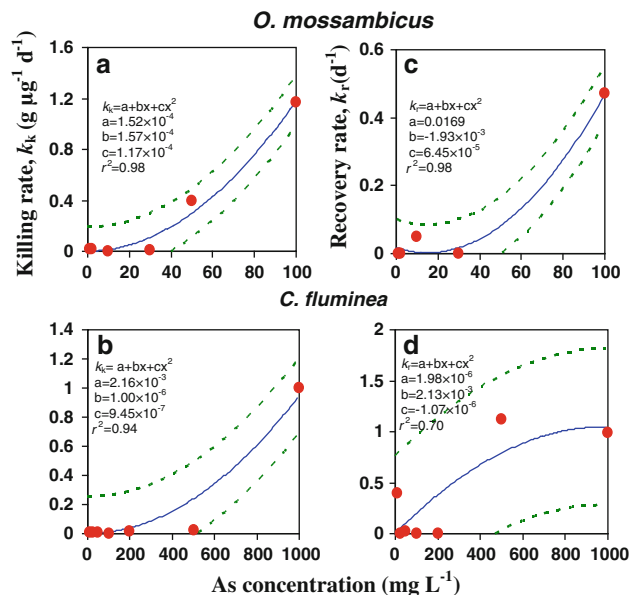 O. mossambicus
Killing rate, kₖ (g µg⁻¹ d⁻¹)
1.6
1.2
0.8
0.4
0
a
kₖ=a+bx+cx²
a=1.52×10⁻⁴
b=1.57×10⁻⁴
c=1.17×10⁻⁴
r²=0.98
0 20 40 60 80 100
Recovery rate, kᵣ(d⁻¹)
0.6
0.4
0.2
0
c
kᵣ=a+bx+cx²
a=0.0169
b=-1.93×10⁻³
c=6.45×10⁻⁵
r²=0.98
0 20 40 60 80 100
C. fluminea
1.4
1.2
1
0.8
0.6
0.4
0.2
0
b
kₖ= a+bx+cx²
a=2.16×10⁻³
b=1.00×10⁻⁶
c=9.45×10⁻⁷
r²=0.94
0 200 400 600 800 1000
2
1.5
1
0.5
0
d
kᵣ=a+bx+cx²
a=1.98×10⁻⁶
b=2.13×10⁻³
c=-1.07×10⁻⁶
r²=0.70
0 200 400 600 800 1000
As concentration (mg L⁻¹)